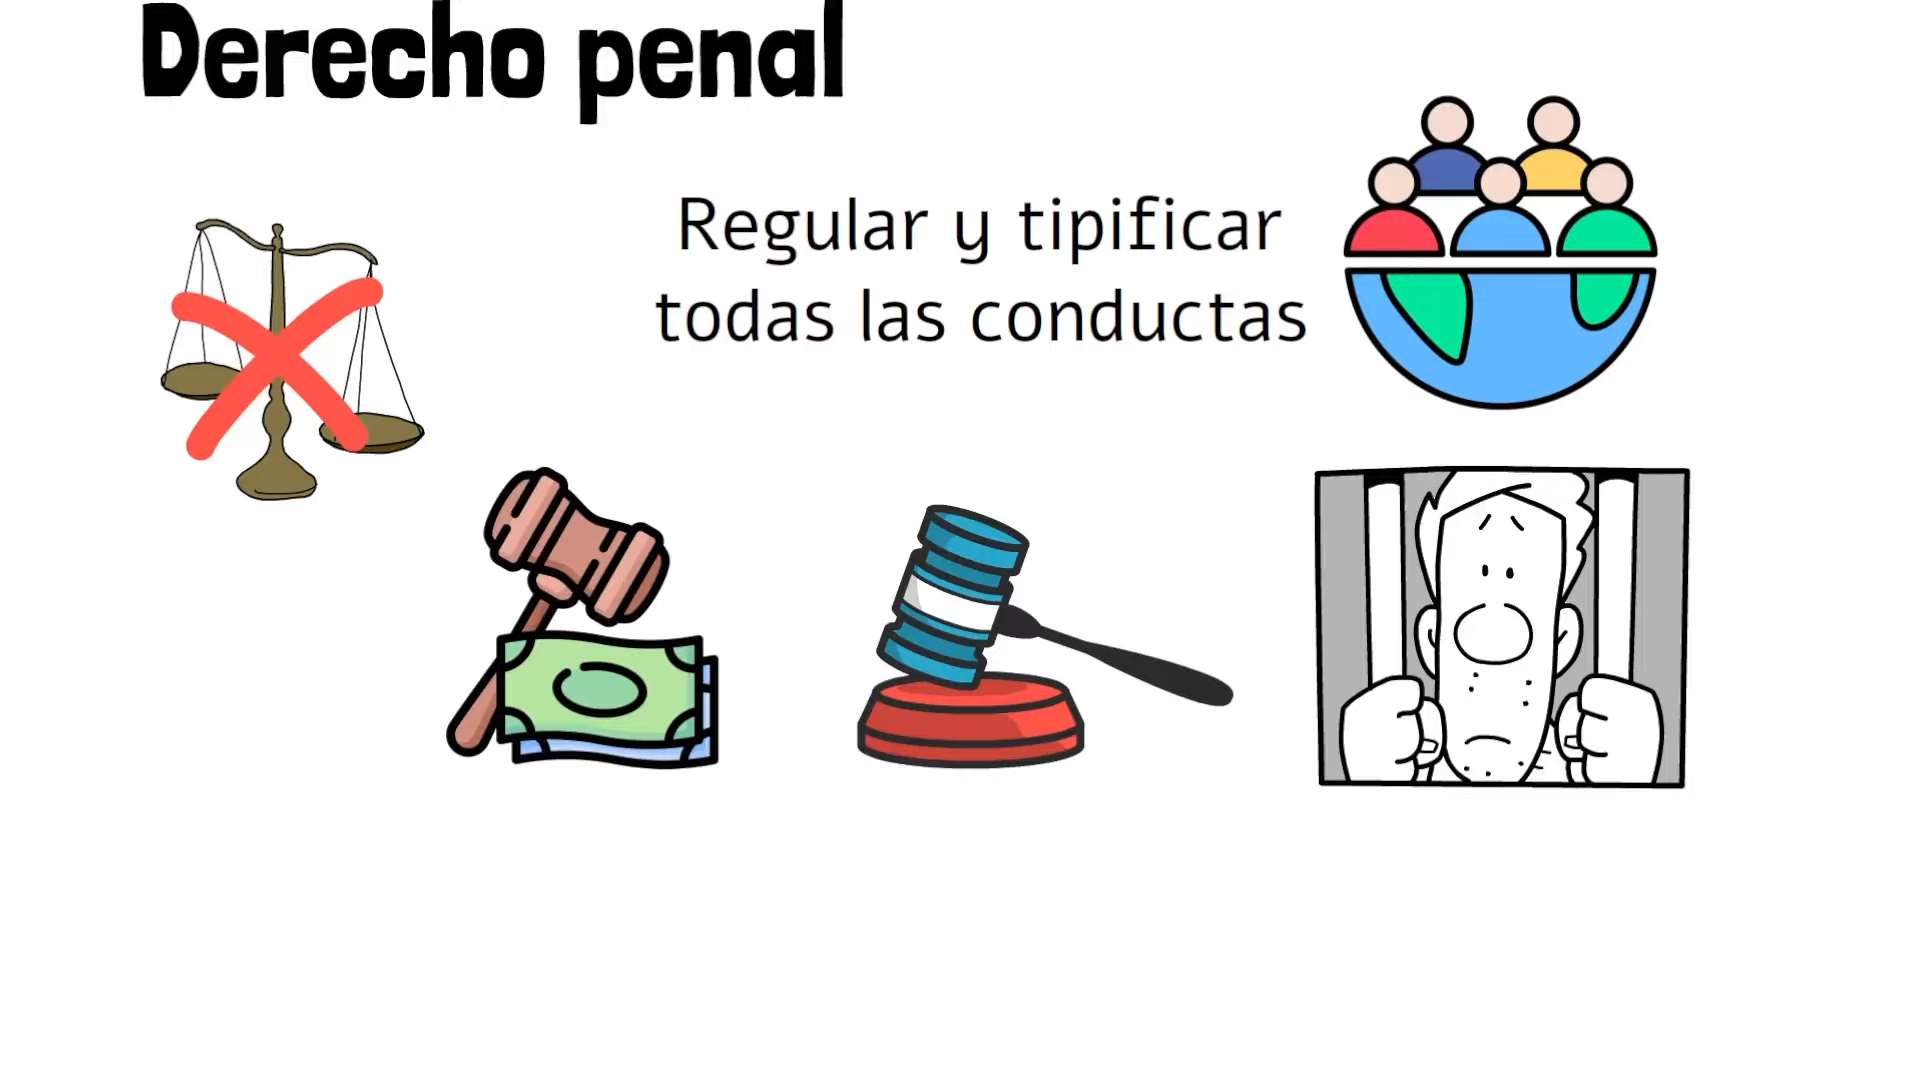 Derecho penal
Regular y tipificar
todas las conductas